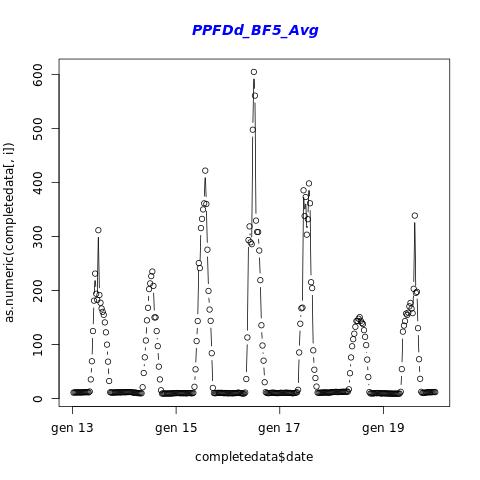 PPFDd_BF5_Avg
as.numeric(completedata[, i])
600
500
400
300
200
100
0
gen 13
gen 15
gen 17
gen 19
completedata$date